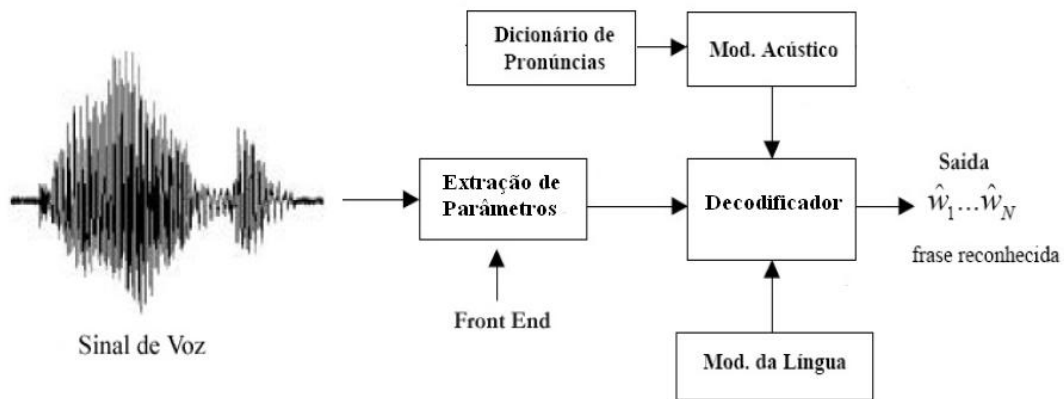 Dicionário de
Pronúncias
Mod. Acústico
Extração de
Parâmetros
Decodificador
Saida
ŵ₁...ŵ_N
frase reconhecida
Front End
Sinal de Voz
Mod. da Língua